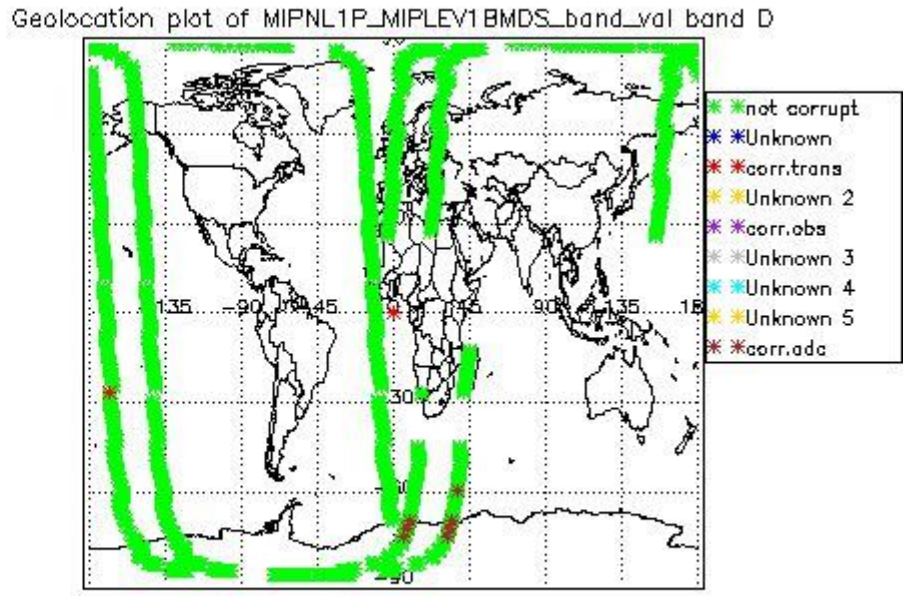 Geolocation plot of MIPNL1P_MIPLEV1BMDS_band_val band D
not corrupt
Unknown
corr.trans
Unknown 2
corr.obs
Unknown 3
Unknown 4
Unknown 5
corr.adc
135 -90 45 90 135 18
30
-90